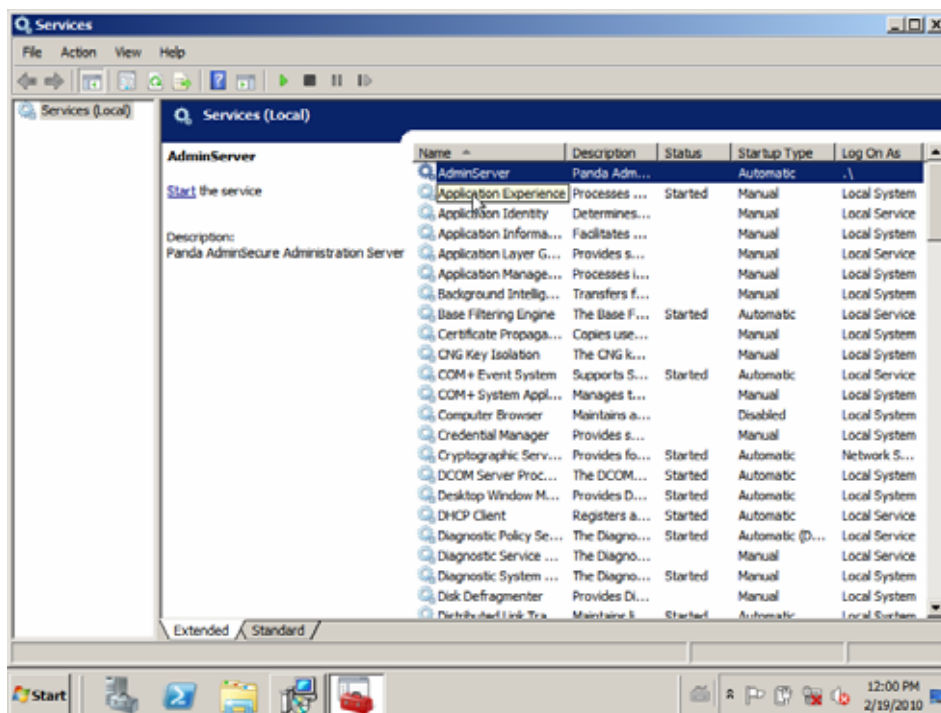 Services
File Action View Help
Services (Local)
Services (Local)
AdminServer
Start the service
Description:
Panda AdminSecure Administration Server
Name Description Status Startup Type Log On As
AdminServer Panda Adm... Automatic .\
Application Experience Processes ... Started Manual Local System
Application Identity Determines... Manual Local Service
Application Informa... Facilitates ... Manual Local System
Application Layer G... Provides s... Manual Local Service
Application Manage... Processes i... Manual Local System
Background Intellig... Transfers f... Manual Local System
Base Filtering Engine The Base F... Started Automatic Local Service
Certificate Propaga... Copies use... Manual Local System
CNG Key Isolation The CNG k... Manual Local System
COM+ Event System Supports S... Started Automatic Local Service
COM+ System Appl... Manages t... Manual Local System
Computer Browser Maintains a... Disabled Local System
Credential Manager Provides s... Manual Local System
Cryptographic Serv... Provides fo... Started Automatic Network S...
DCOM Server Proc... The DCOM... Started Automatic Local System
Desktop Window M... Provides D... Started Automatic Local System
DHCP Client Registers a... Started Automatic Local Service
Diagnostic Policy Se... The Diagno... Started Automatic (D... Local Service
Diagnostic Service ... The Diagno... Manual Local Service
Diagnostic System ... The Diagno... Started Manual Local System
Disk Defragmenter Provides Di... Manual Local System
Distributed Link Tra... Maintains li... Started Automatic Local System
Extended Standard
Start
12:00 PM
2/19/2010